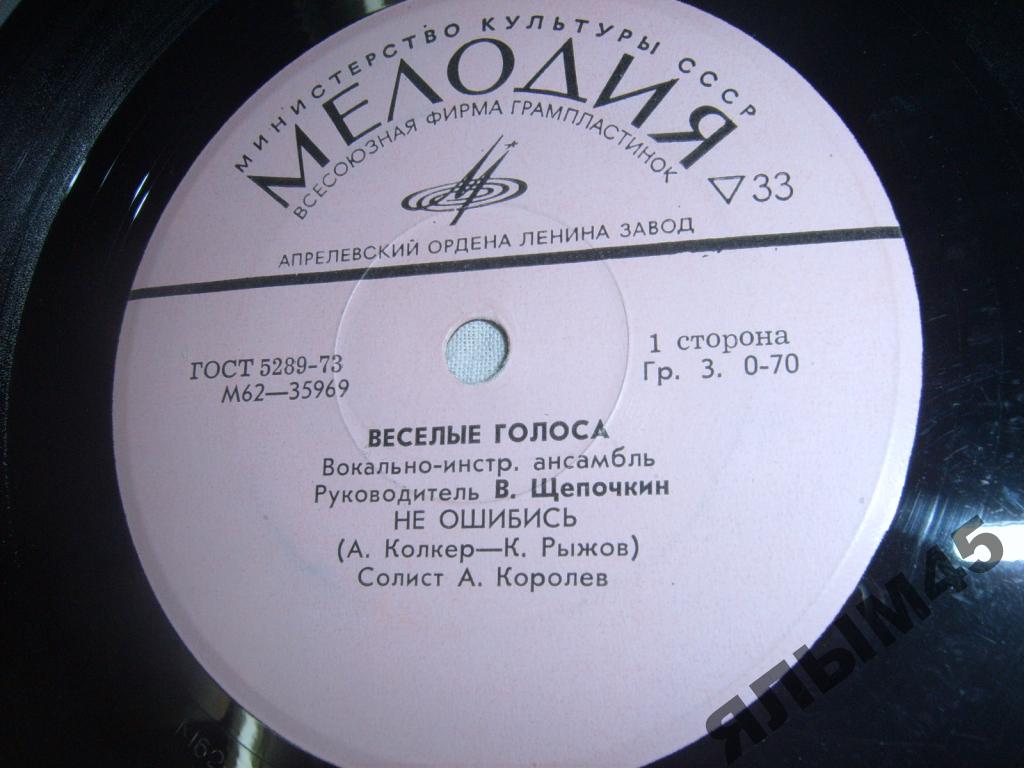 МИНИСТЕРСТВО КУЛЬТУРЫ СССР
МЕЛОДИЯ
ВСЕСОЮЗНАЯ ФИРМА ГРАМПЛАСТИНОК
33
АПРЕЛЕВСКИЙ ОРДЕНА ЛЕНИНА ЗАВОД
ГОСТ 5289-73
М62—35969
1 сторона
Гр. 3. 0-70
ВЕСЕЛЫЕ ГОЛОСА
Вокально-инстр. ансамбль
Руководитель В. Щепочкин
НЕ ОШИБИСЬ
(А. Колкер—К. Рыжов)
Солист А. Королев
ЯЛЫМ45